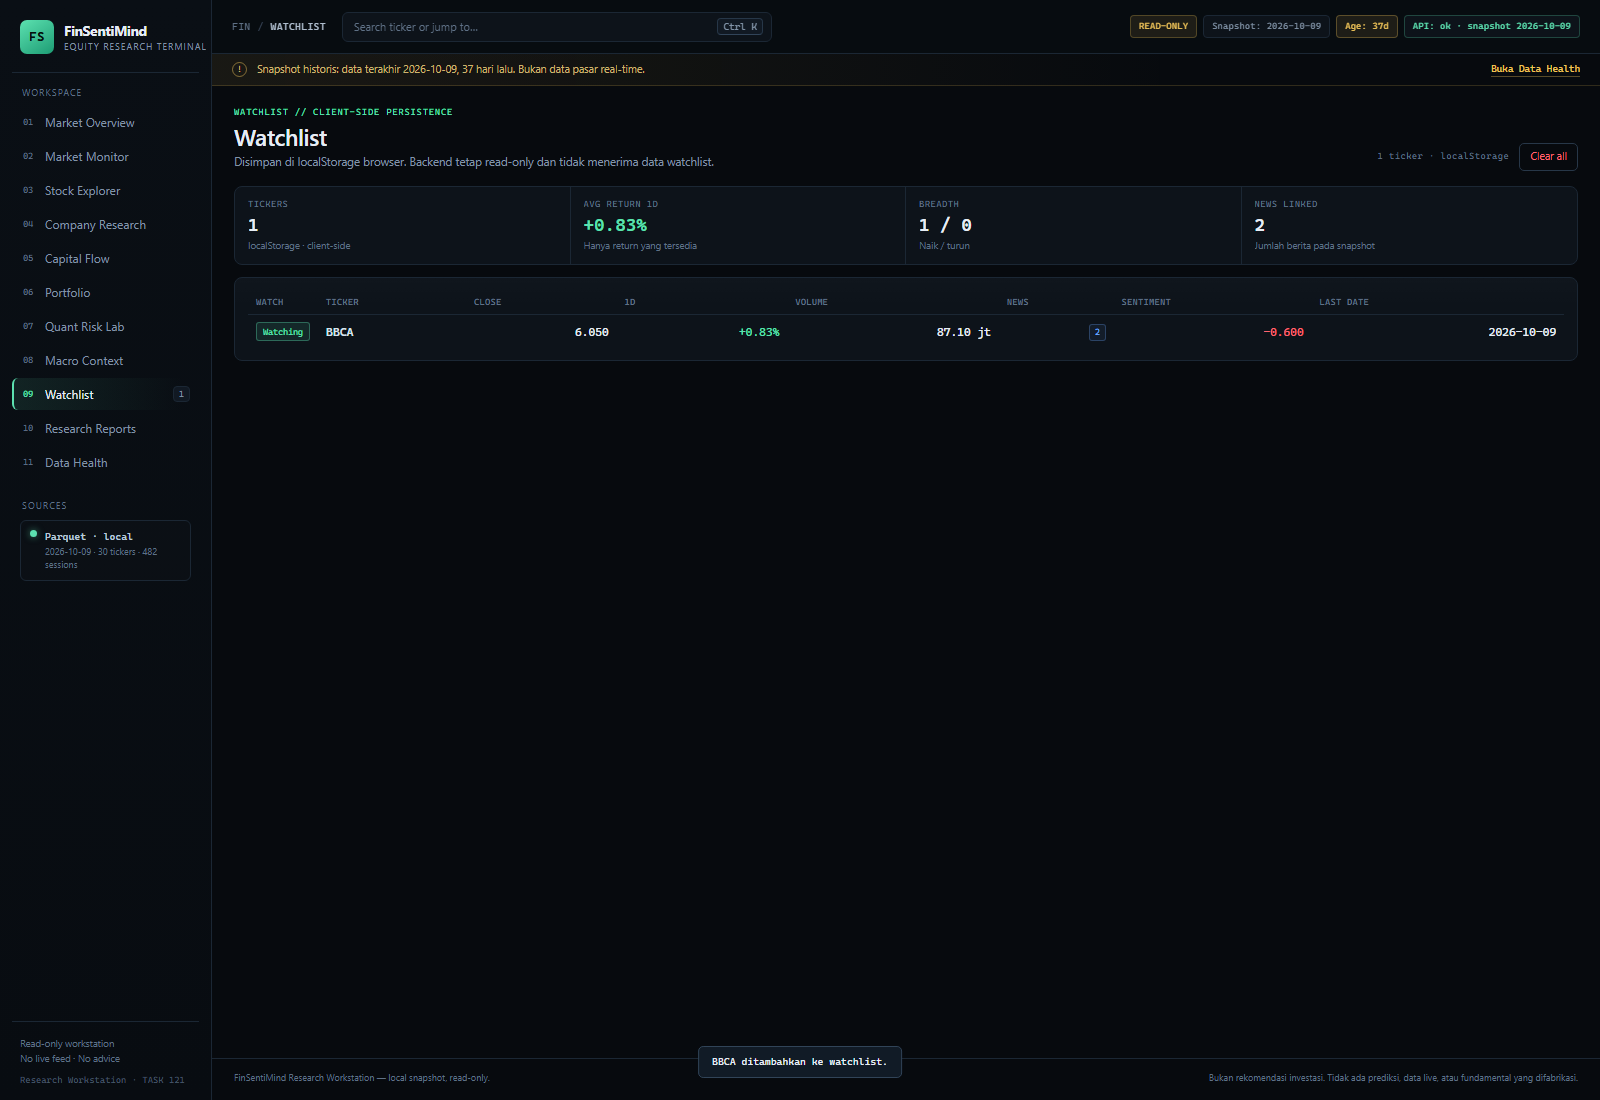 FS
FinSentiMind
EQUITY RESEARCH TERMINAL
WORKSPACE
01 Market Overview
02 Market Monitor
03 Stock Explorer
04 Company Research
05 Capital Flow
06 Portfolio
07 Quant Risk Lab
08 Macro Context
09 Watchlist 1
10 Research Reports
11 Data Health
SOURCES
Parquet · local
2026-10-09 · 30 tickers · 482
sessions
Read-only workstation
No live feed · No advice
Research Workstation · TASK 121
FIN / WATCHLIST
Search ticker or jump to...
Ctrl K
READ-ONLY
Snapshot: 2026-10-09
Age: 37d
API: ok · snapshot 2026-10-09
! Snapshot historis: data terakhir 2026-10-09, 37 hari lalu. Bukan data pasar real-time.
Buka Data Health
WATCHLIST // CLIENT-SIDE PERSISTENCE
Watchlist
Disimpan di localStorage browser. Backend tetap read-only dan tidak menerima data watchlist.
1 ticker · localStorage
Clear all
TICKERS
1
localStorage · client-side
AVG RETURN 1D
+0.83%
Hanya return yang tersedia
BREADTH
1 / 0
Naik / turun
NEWS LINKED
2
Jumlah berita pada snapshot
WATCH TICKER CLOSE 1D VOLUME NEWS SENTIMENT LAST DATE
Watching BBCA 6.050 +0.83% 87.10 jt 2 -0.600 2026-10-09
BBCA ditambahkan ke watchlist.
FinSentiMind Research Workstation — local snapshot, read-only.
Bukan rekomendasi investasi. Tidak ada prediksi, data live, atau fundamental yang difabrikasi.